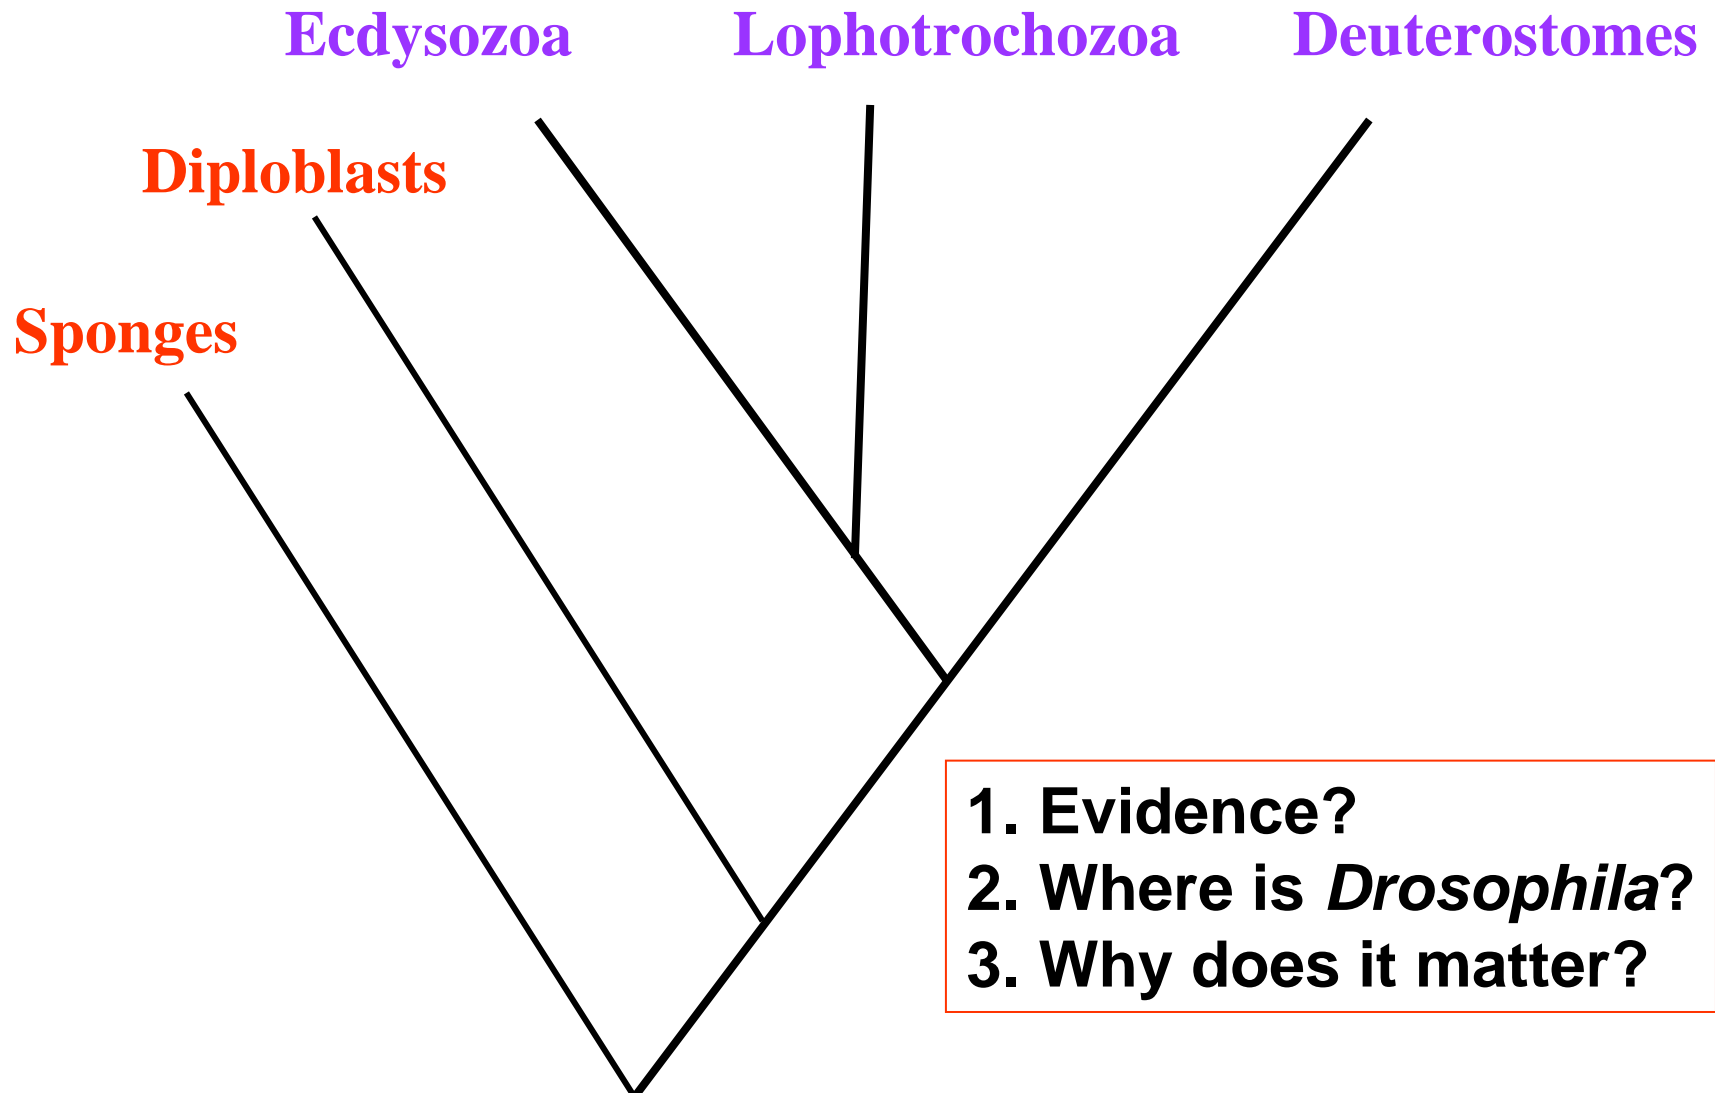 Ecdysozoa Lophotrochozoa Deuterostomes
Diploblasts
Sponges
1. Evidence?
2. Where is Drosophila?
3. Why does it matter?